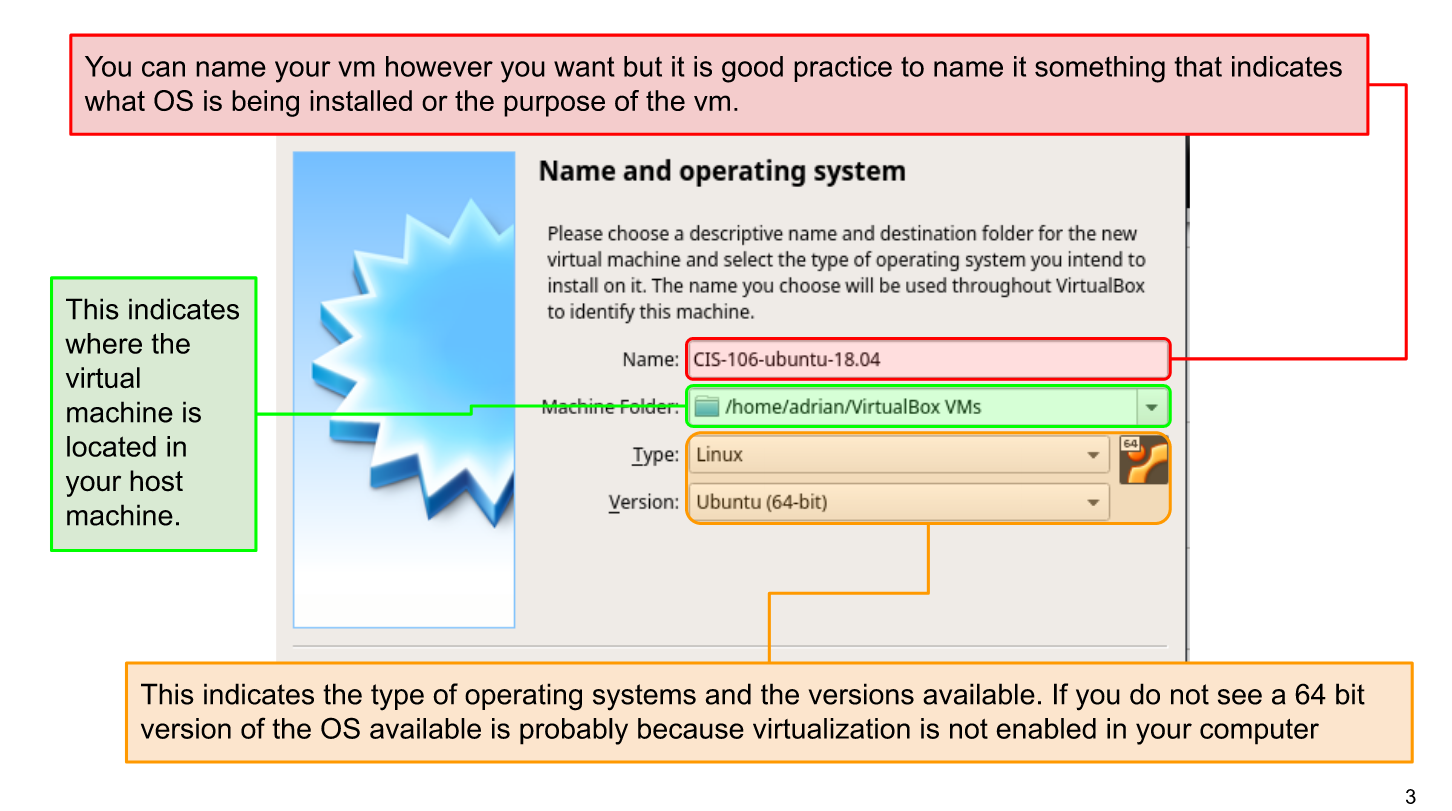 You can name your vm however you want but it is good practice to name it something that indicates
what OS is being installed or the purpose of the vm.
Name and operating system
Please choose a descriptive name and destination folder for the new
virtual machine and select the type of operating system you intend to
install on it. The name you choose will be used throughout VirtualBox
to identify this machine.
Name: CIS-106-ubuntu-18.04
Machine Folder: /home/adrian/VirtualBox VMs
Type: Linux
64
Version: Ubuntu (64-bit)
This indicates
where the
virtual
machine is
located in
your host
machine.
This indicates the type of operating systems and the versions available. If you do not see a 64 bit
version of the OS available is probably because virtualization is not enabled in your computer
3